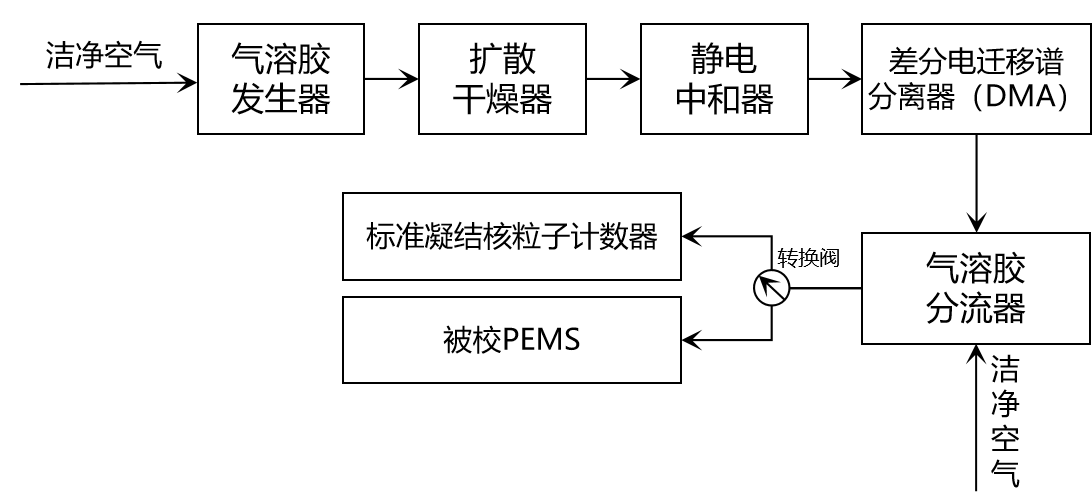 洁净空气
气溶胶
发生器
扩散
干燥器
静电
中和器
差分电迁移谱
分离器（DMA）
标准凝结核粒子计数器
转换阀
气溶胶
分流器
被校PEMS
洁净空气